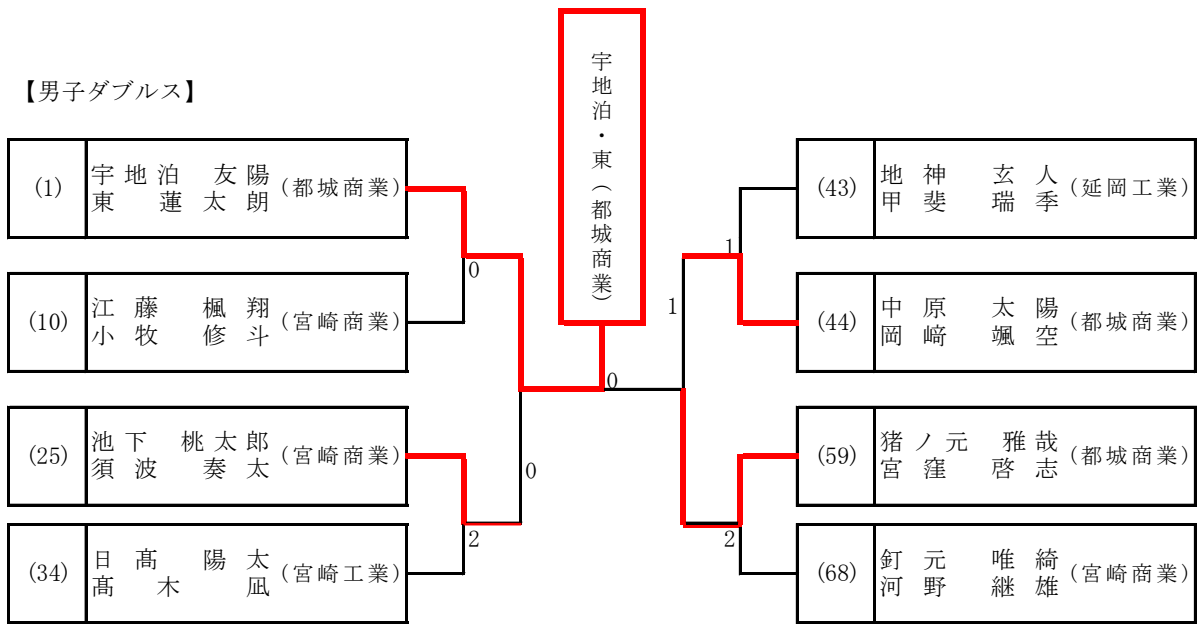 【男子ダブルス】
宇地泊・東(都城商業)
(1)
宇地泊 友陽
東 蓮太朗
(都城商業)
0
(10)
江藤 楓翔
小牧 修斗
(宮崎商業)
(25)
池下 桃太郎
須波 奏太
(宮崎商業)
0
2
(34)
日髙 陽太
髙木 凪
(宮崎工業)
0
(43)
地神 玄人
甲斐 瑞季
(延岡工業)
1
1
(44)
中原 太陽
岡﨑 颯空
(都城商業)
(59)
猪ノ元 雅哉
宮窪 啓志
(都城商業)
2
(68)
釘元 唯綺
河野 継雄
(宮崎商業)